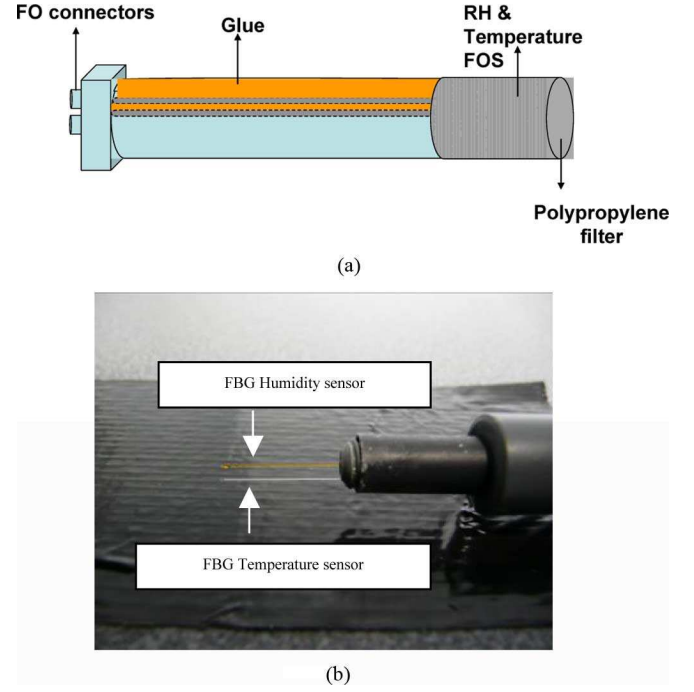 FO connectors
Glue
RH &
Temperature
FOS
Polypropylene
filter
(a)
FBG Humidity sensor
FBG Temperature sensor
(b)